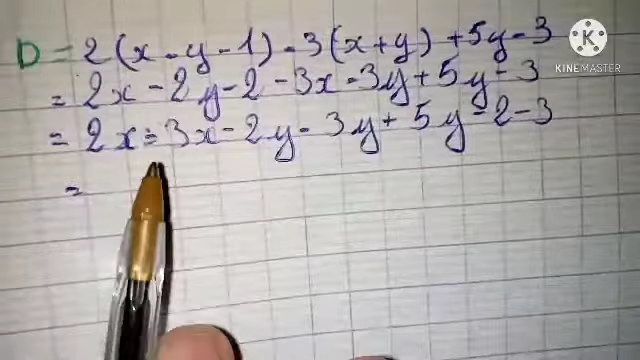 D = 2(x - y - 1) - 3(x + y) + 5y - 3
= 2x - 2y - 2 - 3x - 3y + 5y - 3
= 2x - 3x - 2y - 3y + 5y - 2 - 3
=
K
KINEMASTER